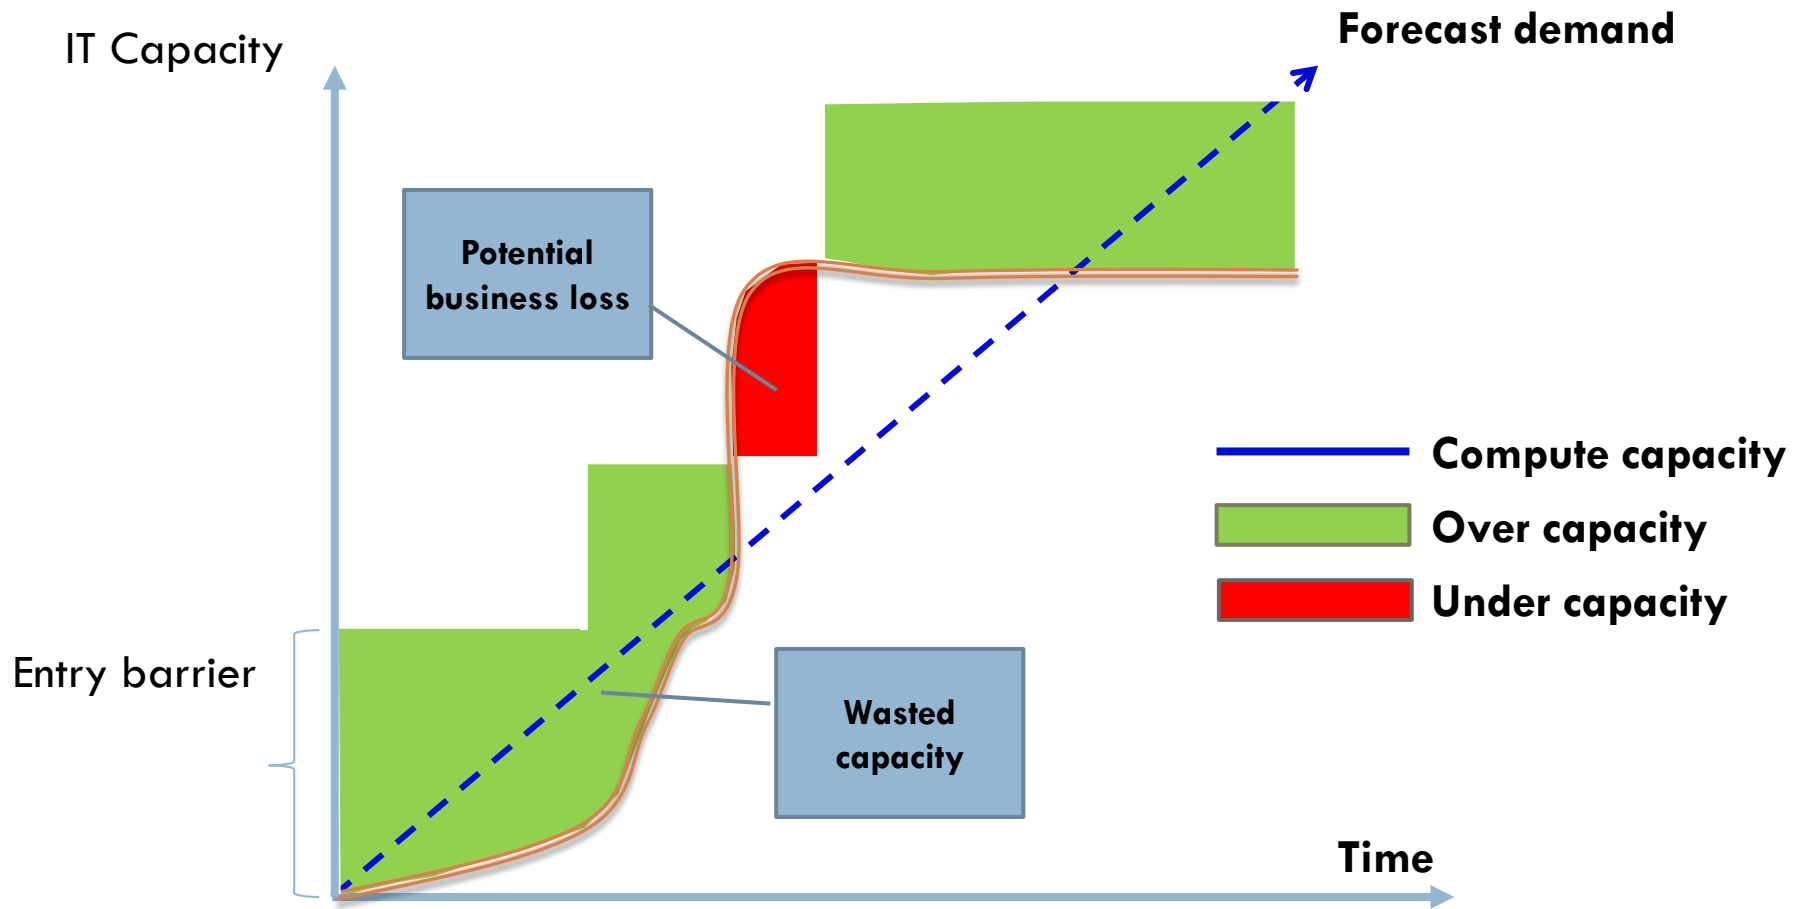 Forecast demand
IT Capacity
Potential
business loss
Compute capacity
Over capacity
Under capacity
Entry barrier
Wasted
capacity
Time